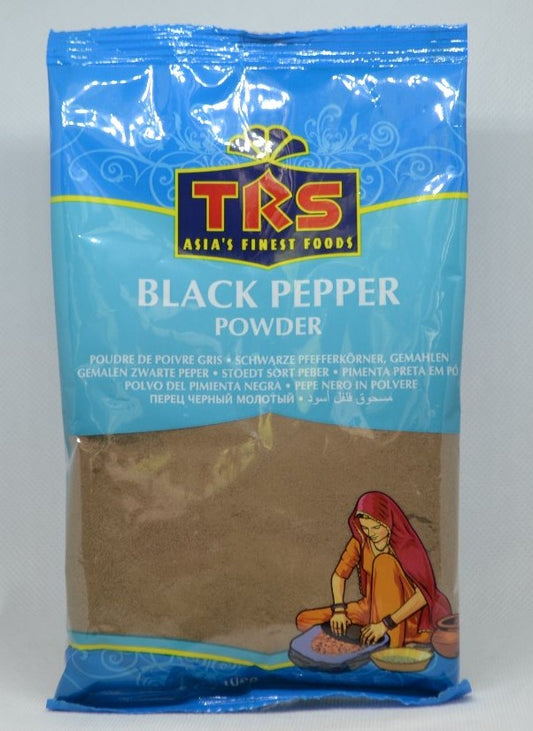 TRS
ASIA'S FINEST FOODS
BLACK PEPPER
POWDER
POUDRE DE POIVRE GRIS • SCHWARZE PFEFFERKÖRNER, GEMAHLEN
GEMALEN ZWARTE PEPER • STOEDT SORT PEBER • PIMENTA PRETA EM PÓ
POLVO DEL PIMIENTA NEGRA • PEPE NERO IN POLVERE
ПЕРЕЦ ЧЕРНЫЙ МОЛОТЫЙ • مسحوق فلفل أسود